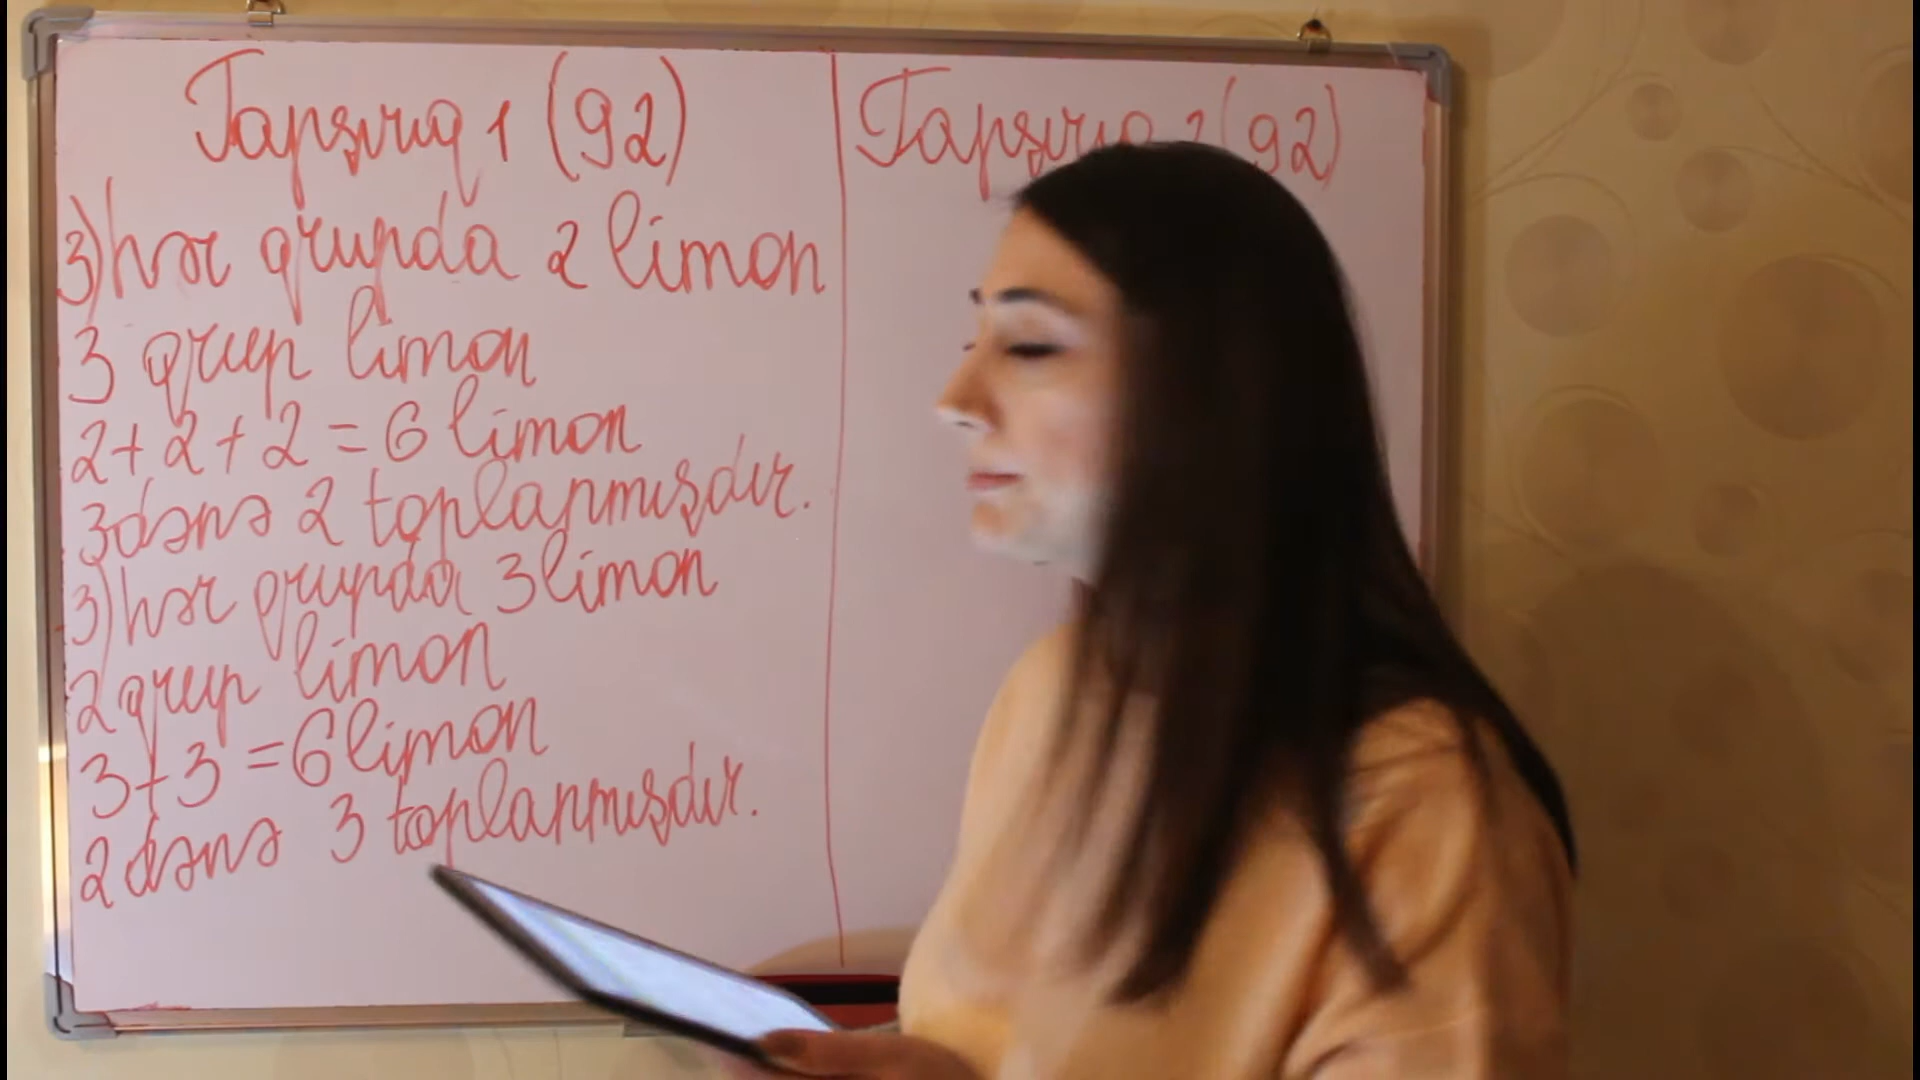 Tapşırıq 1 (92)
3) hər qrupda 2 limon
3 qrup limon
2+2+2=6 limon
3 dənə 2 toplanmışdır.
3) hər qrupda 3 limon
2 qrup limon
3+3=6 limon
2 dənə 3 toplanmışdır.
Tapşırıq 2 (92)